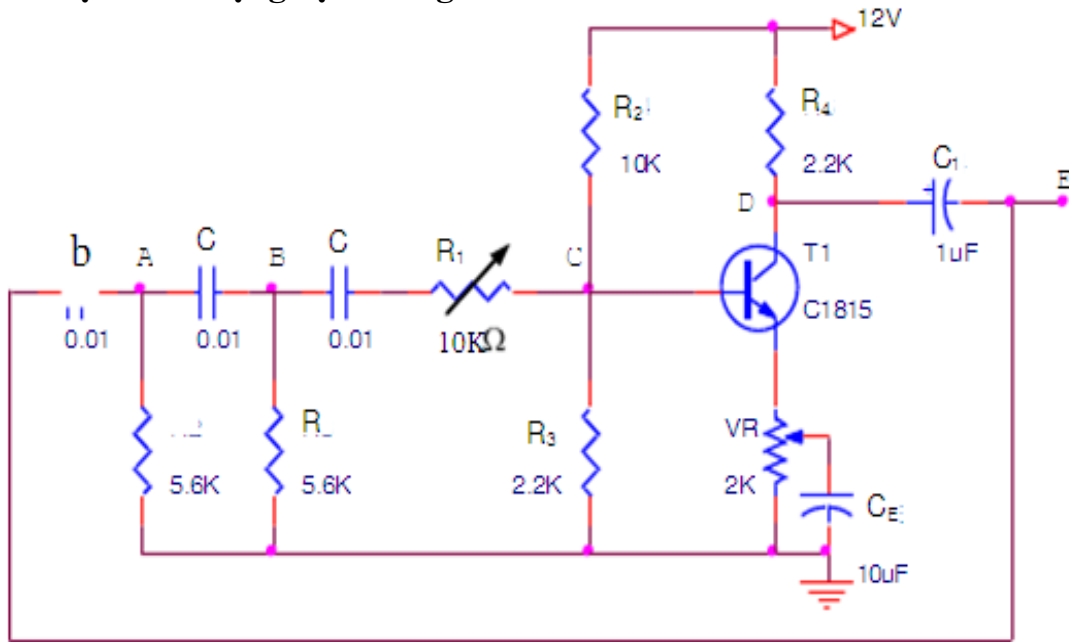 12V
R₂
10K
R₄
2.2K
C₁
E
D
1uF
b
A
C
B
C
R₁
C
T1
C1815
0.01
0.01
0.01
10KΩ
5.6K
R
5.6K
R₃
2.2K
VR
2K
C_E
10uF